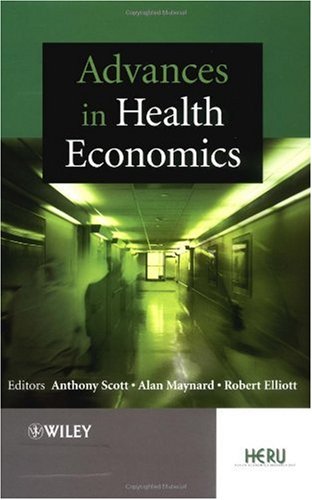 Advances
in Health
Economics
Editors Anthony Scott • Alan Maynard • Robert Elliott
WILEY
HERU